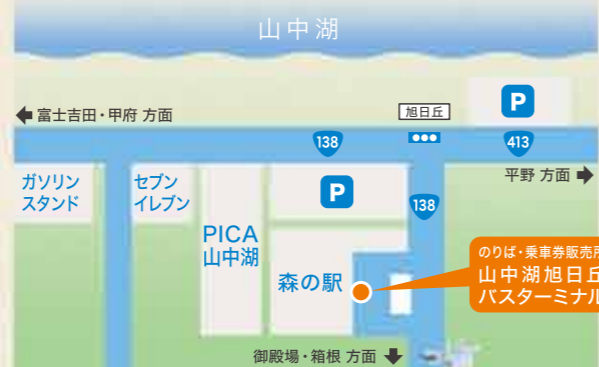 山中湖
富士吉田・甲府 方面
旭日丘
P
138
413
平野 方面
ガソリン
スタンド
セブン
イレブン
P
138
PICA
山中湖
森の駅
のりば・乗車券販売所
山中湖旭日丘
バスターミナル
御殿場・箱根 方面